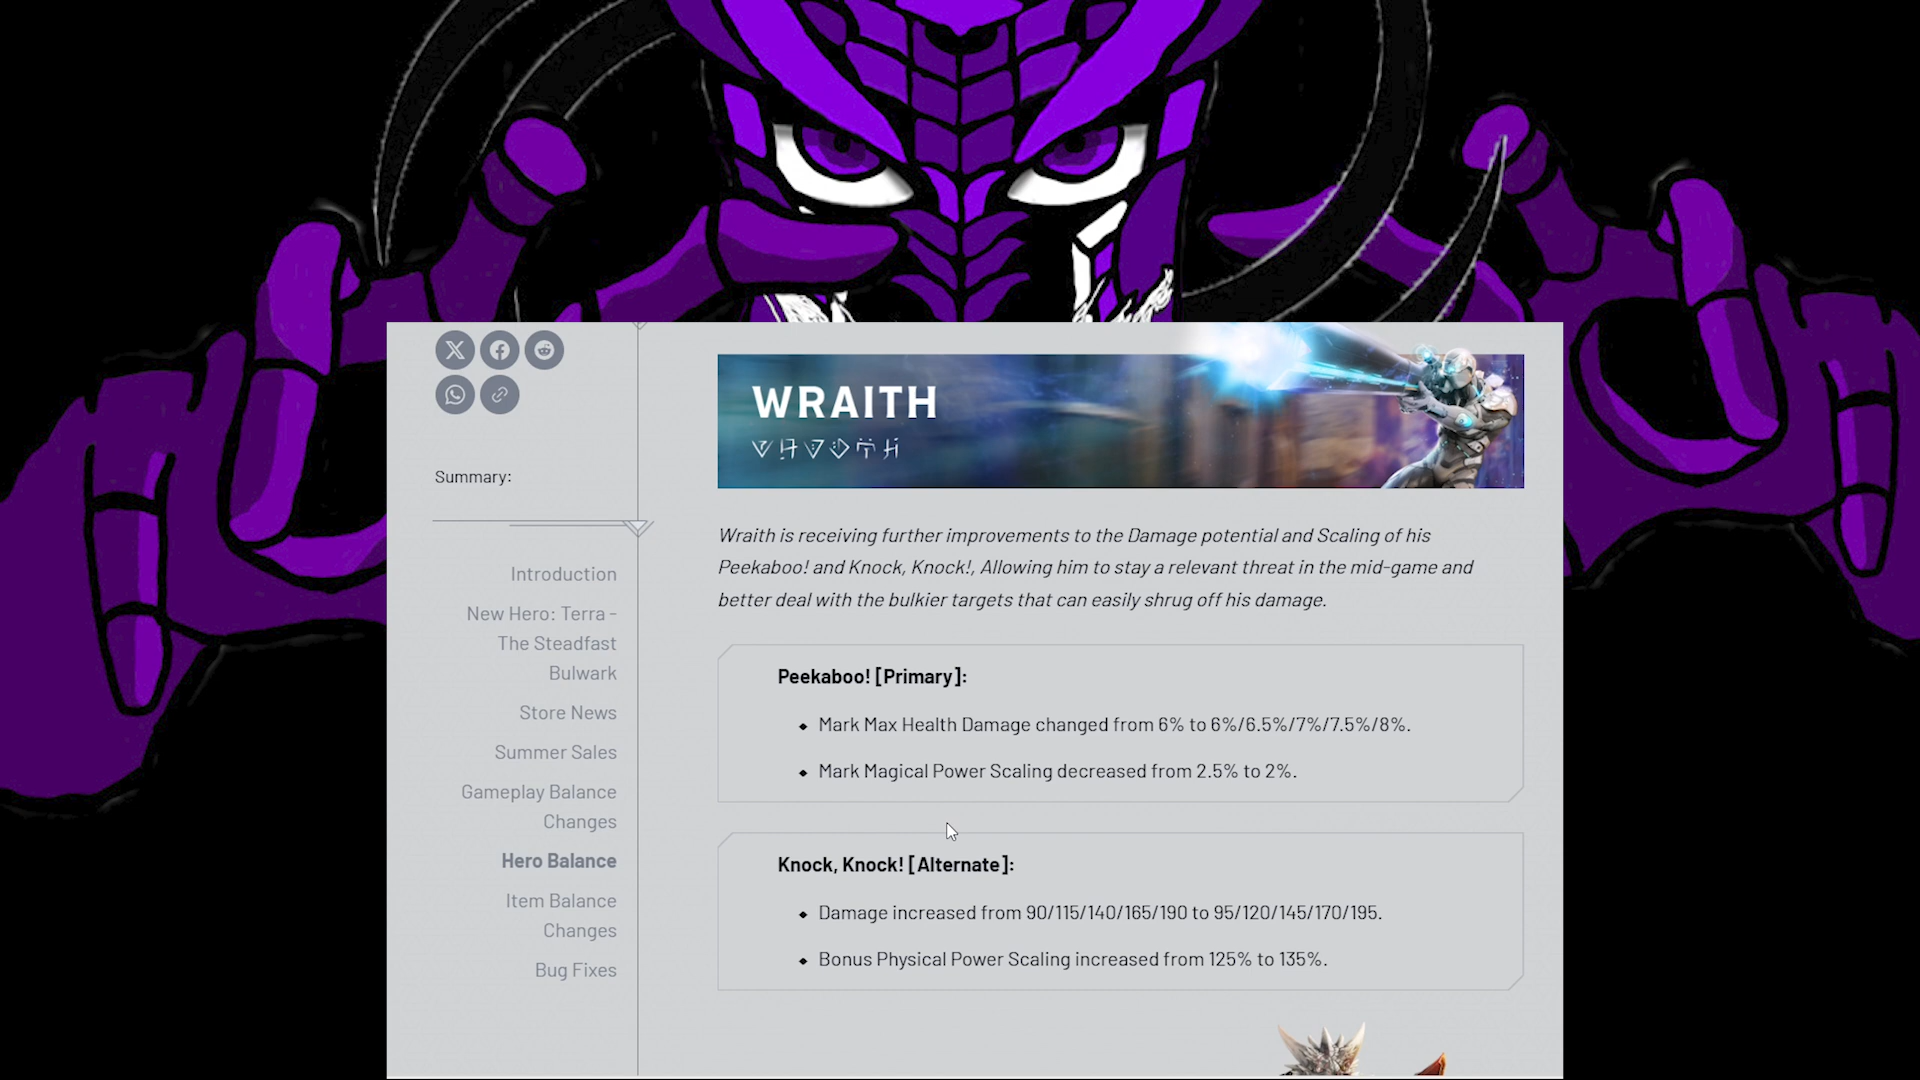 Summary:
Introduction
New Hero: Terra -
The Steadfast
Bulwark
Store News
Summer Sales
Gameplay Balance
Changes
Hero Balance
Item Balance
Changes
Bug Fixes
WRAITH
Wraith is receiving further improvements to the Damage potential and Scaling of his
Peekaboo! and Knock, Knock!, Allowing him to stay a relevant threat in the mid-game and
better deal with the bulkier targets that can easily shrug off his damage.
Peekaboo! [Primary]:
Mark Max Health Damage changed from 6% to 6%/6.5%/7%/7.5%/8%.
Mark Magical Power Scaling decreased from 2.5% to 2%.
Knock, Knock! [Alternate]:
Damage increased from 90/115/140/165/190 to 95/120/145/170/195.
Bonus Physical Power Scaling increased from 125% to 135%.